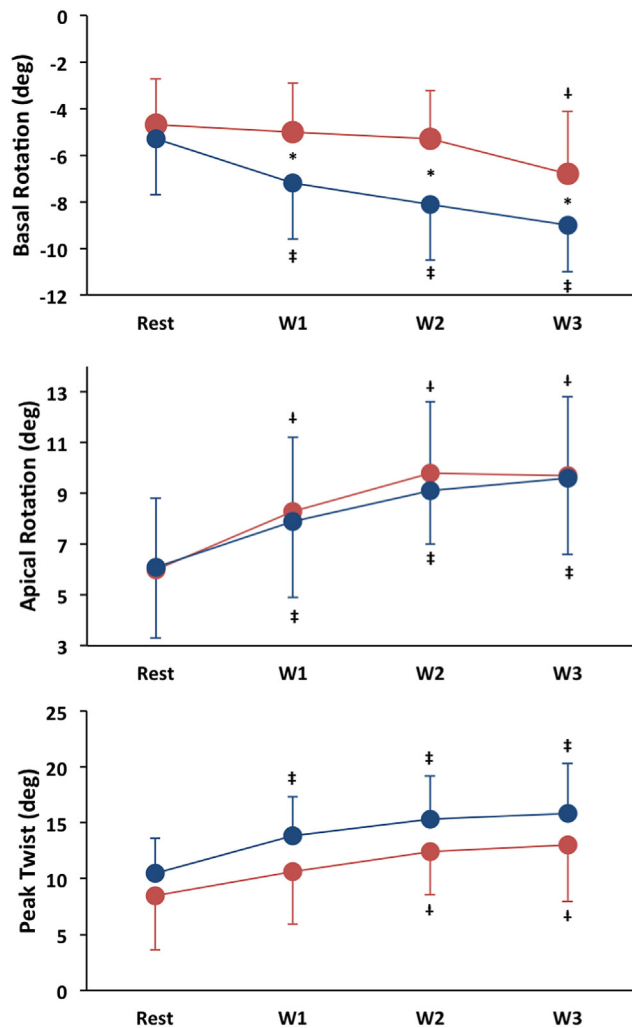 0
-2
-4
-6
-8
-10
-12
Basal Rotation (deg)
ɟ
* * *
‡ ‡ ‡
Rest W1 W2 W3
13
11
9
7
5
3
Apical Rotation (deg)
ɟ ɟ ɟ
‡ ‡ ‡
Rest W1 W2 W3
25
20
15
10
5
0
Peak Twist (deg)
‡ ‡ ‡
ɟ ɟ
Rest W1 W2 W3